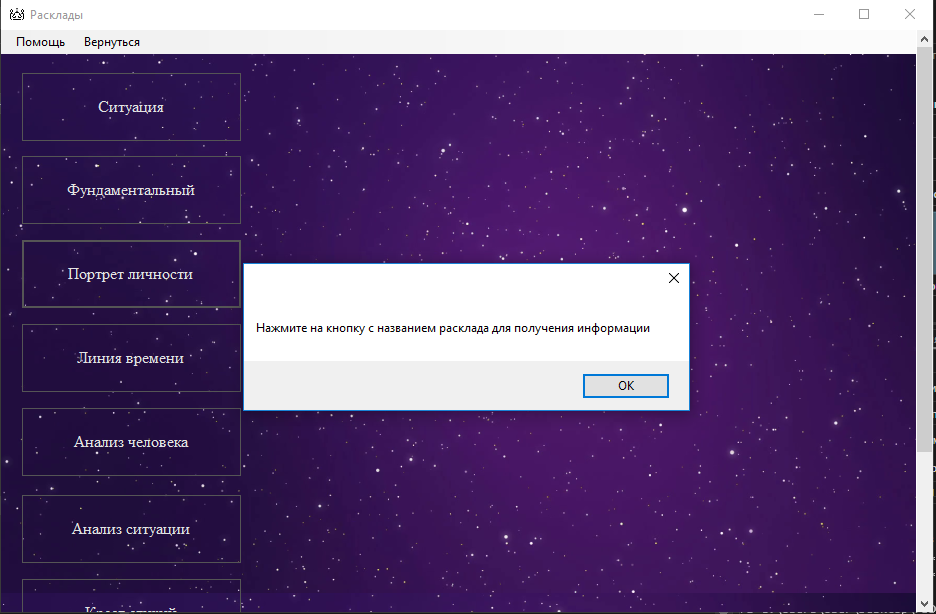 Расклады
Помощь Вернуться
Ситуация
Фундаментальный
Портрет личности
Нажмите на кнопку с названием расклада для получения информации
Линия времени
OK
Анализ человека
Анализ ситуации